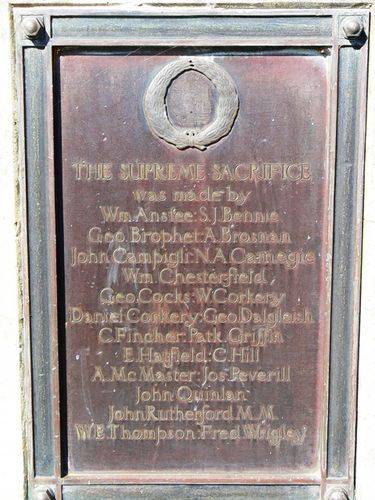 THE SUPREME SACRIFICE
was made by
Wm. Ansfee: S.J. Bennie
Geo. Brophet: A. Brosnan
John Campigli: N.A. Carnegie
Wm. Chesterfield
Geo. Cocks: W. Corkery
Daniel Corkery: Geo. Dalgleish
C. Fincher: Patk. Griffin
E. Hatfield: C. Hill
A. McMaster: Jos. Peverill
John Quinlan
John Rutherford M.M.
W.E. Thompson: Fred Wrigley